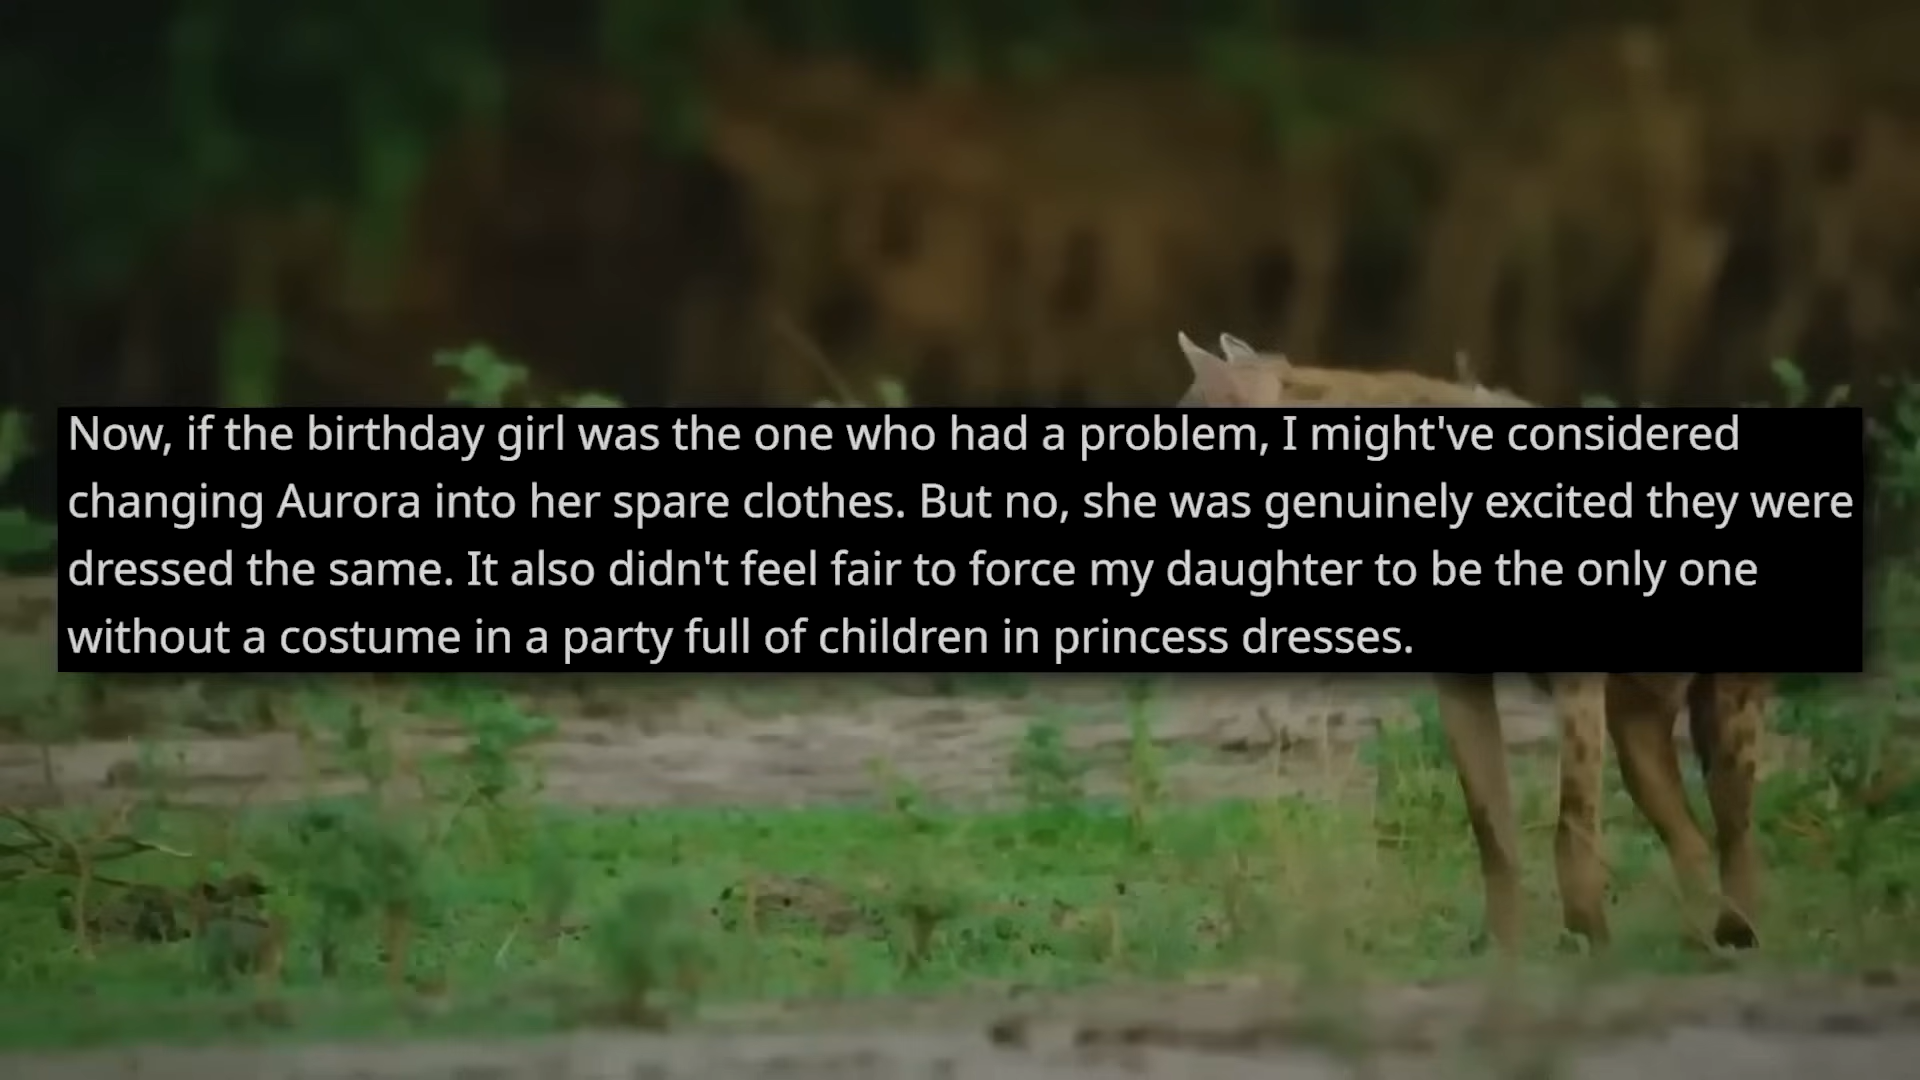 Now, if the birthday girl was the one who had a problem, I might've considered
changing Aurora into her spare clothes. But no, she was genuinely excited they were
dressed the same. It also didn't feel fair to force my daughter to be the only one
without a costume in a party full of children in princess dresses.